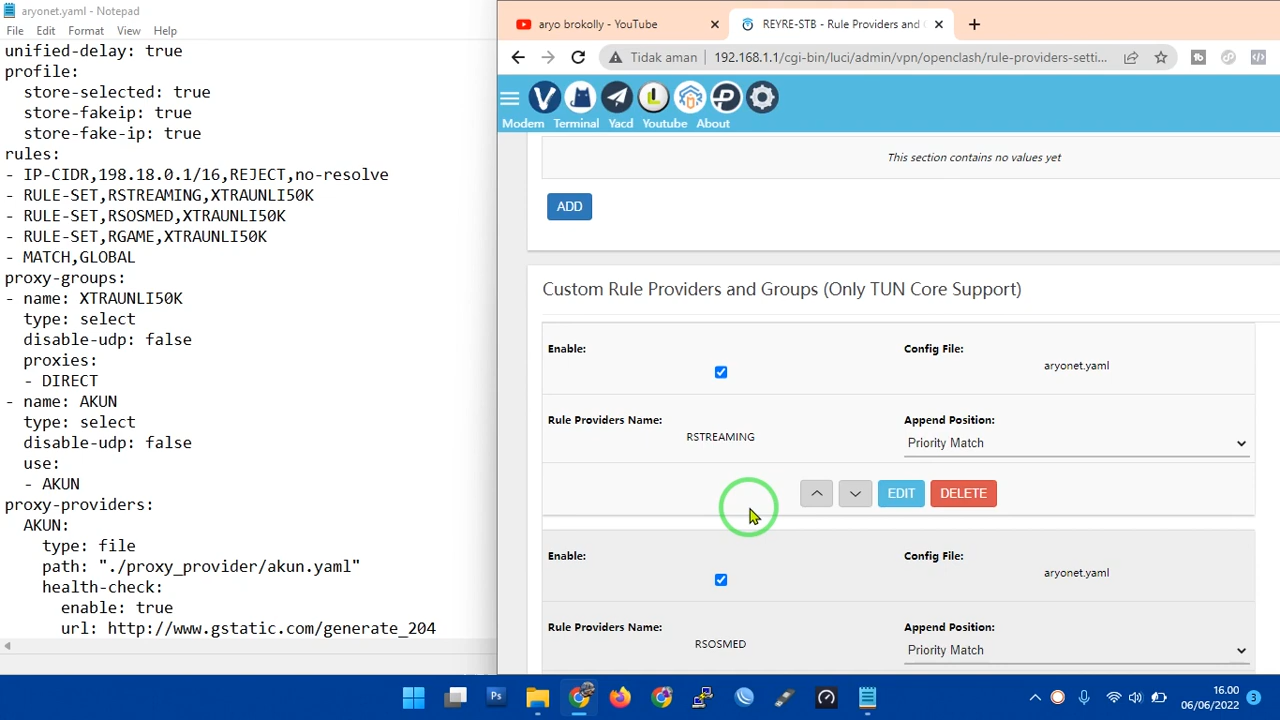 aryonet.yaml - Notepad
File Edit Format View Help
unified-delay: true
profile:
store-selected: true
store-fakeip: true
store-fake-ip: true
rules:
- IP-CIDR,198.18.0.1/16,REJECT,no-resolve
- RULE-SET,RSTREAMING,XTRAUNLI50K
- RULE-SET,RSOSMED,XTRAUNLI50K
- RULE-SET,RGAME,XTRAUNLI50K
- MATCH,GLOBAL
proxy-groups:
- name: XTRAUNLI50K
type: select
disable-udp: false
proxies:
- DIRECT
- name: AKUN
type: select
disable-udp: false
use:
- AKUN
proxy-providers:
AKUN:
type: file
path: "./proxy_provider/akun.yaml"
health-check:
enable: true
url: http://www.gstatic.com/generate_204
aryo brokolly - YouTube
REYRE-STB - Rule Providers and
Tidak aman 192.168.1.1/cgi-bin/luci/admin/vpn/openclash/rule-providers-setti...
Modem Terminal Yacd Youtube About
This section contains no values yet
ADD
Custom Rule Providers and Groups (Only TUN Core Support)
Enable: Config File:
aryonet.yaml
Rule Providers Name: Append Position:
RSTREAMING Priority Match
EDIT DELETE
Enable: Config File:
aryonet.yaml
Rule Providers Name: Append Position:
RSOSMED Priority Match
Ps
16.00
06/06/2022
3